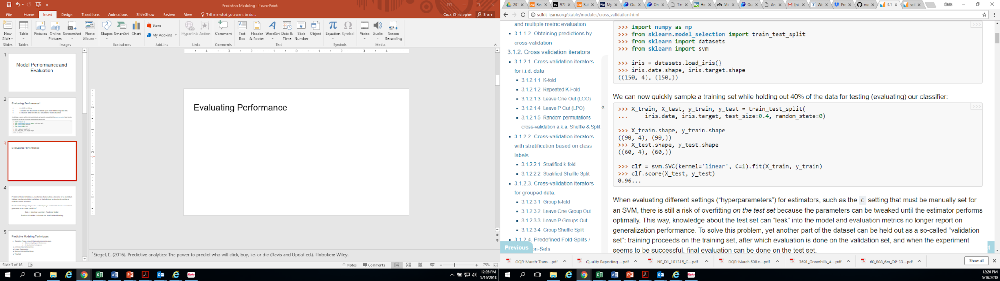 Predictive Modeling - PowerPoint
File Home Insert Design Transitions Animations Slide Show Review View Tell me what you want to do... Cruz, Christophe Share
New Slide
Table
Pictures
Online Pictures
Screenshot
Photo Album
Shapes
SmartArt
Chart
Store
My Add-ins
Hyperlink
Action
Comment
Text Box
Header & Footer
WordArt
Date & Time
Slide Number
Object
Equation
Symbol
Video
Audio
Screen Recording
Slides Tables Images Illustrations Add-ins Links Comments Text Symbols Media
1
Model Performance and
Evaluation
2
Evaluating Performance¹
3
Evaluating Performance
4
5
Predictive Modeling Techniques
Evaluating Performance
¹Siegel, E. (2016). Predictive analytics: The power to predict who will click, buy, lie, or die (Revis and Updat ed.). Hoboken: Wiley.
Slide 3 of 16 Notes Comments 75%
12:26 PM
5/16/2018
Chris
scikit-learn.org/stable/modules/cross_validation.html
and multiple metric evaluation
3.1.1.2. Obtaining predictions by
cross-validation
3.1.2. Cross validation iterators
3.1.2.1. Cross-validation iterators
for i.i.d. data
3.1.2.1.1. K-fold
3.1.2.1.2. Repeated K-Fold
3.1.2.1.3. Leave One Out (LOO)
3.1.2.1.4. Leave P Out (LPO)
3.1.2.1.5. Random permutations
cross-validation a.k.a. Shuffle & Split
3.1.2.2. Cross-validation iterators
with stratification based on class
labels.
3.1.2.2.1. Stratified k-fold
3.1.2.2.2. Stratified Shuffle Split
3.1.2.3. Cross-validation iterators
for grouped data.
3.1.2.3.1. Group k-fold
3.1.2.3.2. Leave One Group Out
3.1.2.3.3. Leave P Groups Out
3.1.2.3.4. Group Shuffle Split
3.1.2.4. Predefined Fold-Splits /
Previous on-Sets
«
>>> import numpy as np
>>> from sklearn.model_selection import train_test_split
>>> from sklearn import datasets
>>> from sklearn import svm
>>> iris = datasets.load_iris()
>>> iris.data.shape, iris.target.shape
((150, 4), (150,))
>>>
We can now quickly sample a training set while holding out 40% of the data for testing (evaluating) our classifier:
>>> X_train, X_test, y_train, y_test = train_test_split(
...     iris.data, iris.target, test_size=0.4, random_state=0)
>>> X_train.shape, y_train.shape
((90, 4), (90,))
>>> X_test.shape, y_test.shape
((60, 4), (60,))
>>> clf = svm.SVC(kernel='linear', C=1).fit(X_train, y_train)
>>> clf.score(X_test, y_test)
0.96...
>>>
When evaluating different settings (“hyperparameters”) for estimators, such as the C setting that must be manually set for
an SVM, there is still a risk of overfitting on the test set because the parameters can be tweaked until the estimator performs
optimally. This way, knowledge about the test set can “leak” into the model and evaluation metrics no longer report on
generalization performance. To solve this problem, yet another part of the dataset can be held out as a so-called “validation
set”: training proceeds on the training set, after which evaluation is done on the validation set, and when the experiment
seems to be successful, final evaluation can be done on the test set.
OQR-March-Trans....pdf Quality Reporting ....pdf NE_D1_101315_C....pdf OQR-March.508.c....pdf 3691_Greenhills_A....pdf 60_808_6m_OP-33....pdf Show all
12:26 PM
5/16/2018